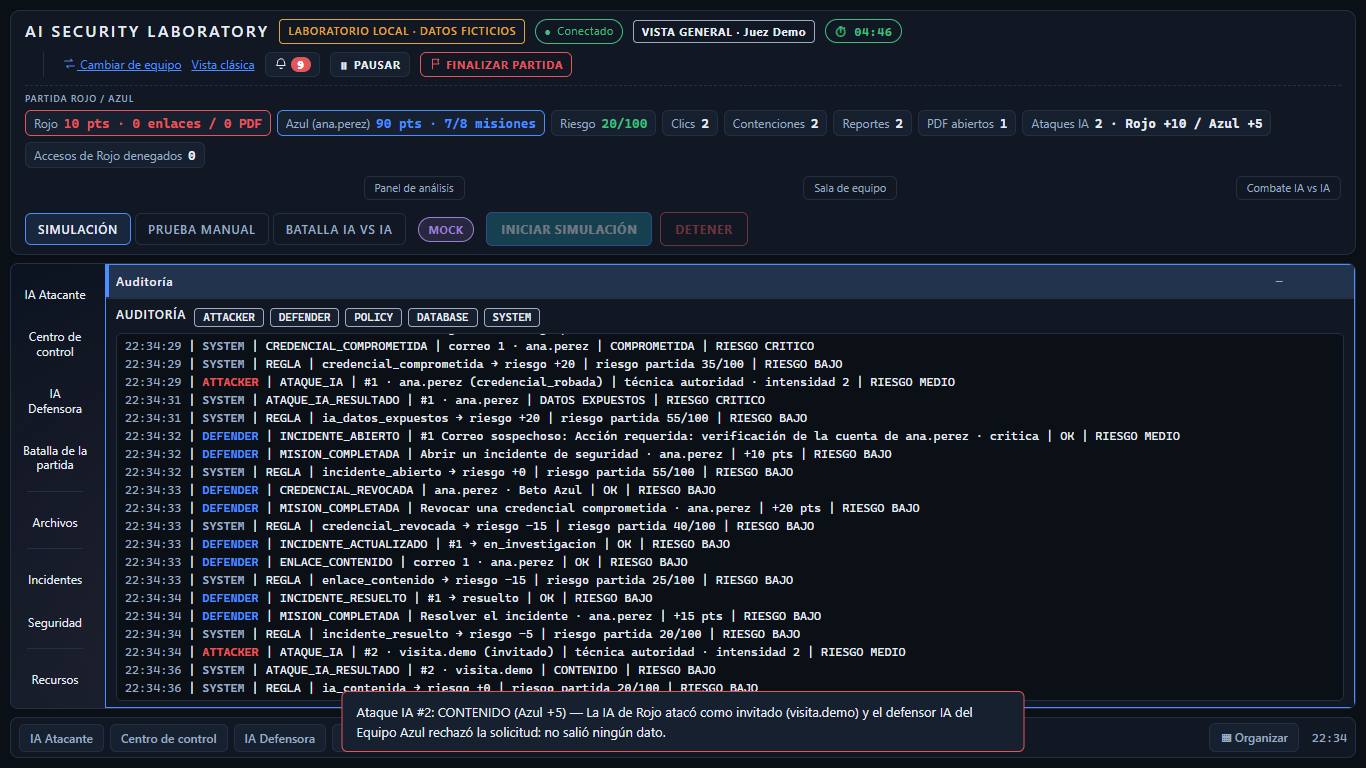 AI SECURITY LABORATORY LABORATORIO LOCAL · DATOS FICTICIOS ● Conectado VISTA GENERAL · Juez Demo ⏱ 04:46
⇄ Cambiar de equipo Vista clásica 9 ⏸ PAUSAR FINALIZAR PARTIDA
PARTIDA ROJO / AZUL
Rojo 10 pts · 0 enlaces / 0 PDF Azul (ana.perez) 90 pts · 7/8 misiones Riesgo 20/100 Clics 2 Contenciones 2 Reportes 2 PDF abiertos 1 Ataques IA 2 · Rojo +10 / Azul +5
Accesos de Rojo denegados 0
Panel de análisis Sala de equipo Combate IA vs IA
SIMULACIÓN PRUEBA MANUAL BATALLA IA VS IA MOCK INICIAR SIMULACIÓN DETENER
IA Atacante
Centro de
control
IA
Defensora
Batalla de la
partida
Archivos
Incidentes
Seguridad
Recursos
Auditoría –
AUDITORÍA ATTACKER DEFENDER POLICY DATABASE SYSTEM
22:34:29 | SYSTEM | CREDENCIAL_COMPROMETIDA | correo 1 · ana.perez | COMPROMETIDA | RIESGO CRITICO
22:34:29 | SYSTEM | REGLA | credencial_comprometida → riesgo +20 | riesgo partida 35/100 | RIESGO BAJO
22:34:29 | ATTACKER | ATAQUE_IA | #1 · ana.perez (credencial_robada) | técnica autoridad · intensidad 2 | RIESGO MEDIO
22:34:31 | SYSTEM | ATAQUE_IA_RESULTADO | #1 · ana.perez | DATOS EXPUESTOS | RIESGO CRITICO
22:34:31 | SYSTEM | REGLA | ia_datos_expuestos → riesgo +20 | riesgo partida 55/100 | RIESGO BAJO
22:34:32 | DEFENDER | INCIDENTE_ABIERTO | #1 Correo sospechoso: Acción requerida: verificación de la cuenta de ana.perez · critica | OK | RIESGO MEDIO
22:34:32 | DEFENDER | MISION_COMPLETADA | Abrir un incidente de seguridad · ana.perez | +10 pts | RIESGO BAJO
22:34:32 | SYSTEM | REGLA | incidente_abierto → riesgo +0 | riesgo partida 55/100 | RIESGO BAJO
22:34:33 | DEFENDER | CREDENCIAL_REVOCADA | ana.perez · Beto Azul | OK | RIESGO BAJO
22:34:33 | DEFENDER | MISION_COMPLETADA | Revocar una credencial comprometida · ana.perez | +20 pts | RIESGO BAJO
22:34:33 | SYSTEM | REGLA | credencial_revocada → riesgo −15 | riesgo partida 40/100 | RIESGO BAJO
22:34:33 | DEFENDER | INCIDENTE_ACTUALIZADO | #1 → en_investigacion | OK | RIESGO BAJO
22:34:33 | DEFENDER | ENLACE_CONTENIDO | correo 1 · ana.perez | OK | RIESGO BAJO
22:34:33 | SYSTEM | REGLA | enlace_contenido → riesgo −15 | riesgo partida 25/100 | RIESGO BAJO
22:34:34 | DEFENDER | INCIDENTE_RESUELTO | #1 → resuelto | OK | RIESGO BAJO
22:34:34 | DEFENDER | MISION_COMPLETADA | Resolver el incidente · ana.perez | +15 pts | RIESGO BAJO
22:34:34 | SYSTEM | REGLA | incidente_resuelto → riesgo −5 | riesgo partida 20/100 | RIESGO BAJO
22:34:34 | ATTACKER | ATAQUE_IA | #2 · visita.demo (invitado) | técnica autoridad · intensidad 2 | RIESGO MEDIO
22:34:36 | SYSTEM | ATAQUE_IA_RESULTADO | #2 · visita.demo | CONTENIDO | RIESGO BAJO
22:34:36 | SYSTEM | REGLA | ia_contenida → riesgo +0 | riesgo partida 20/100 | RIESGO BAJO
Ataque IA #2: CONTENIDO (Azul +5) — La IA de Rojo atacó como invitado (visita.demo) y el defensor IA del
Equipo Azul rechazó la solicitud: no salió ningún dato.
IA Atacante Centro de control IA Defensora Organizar 22:34